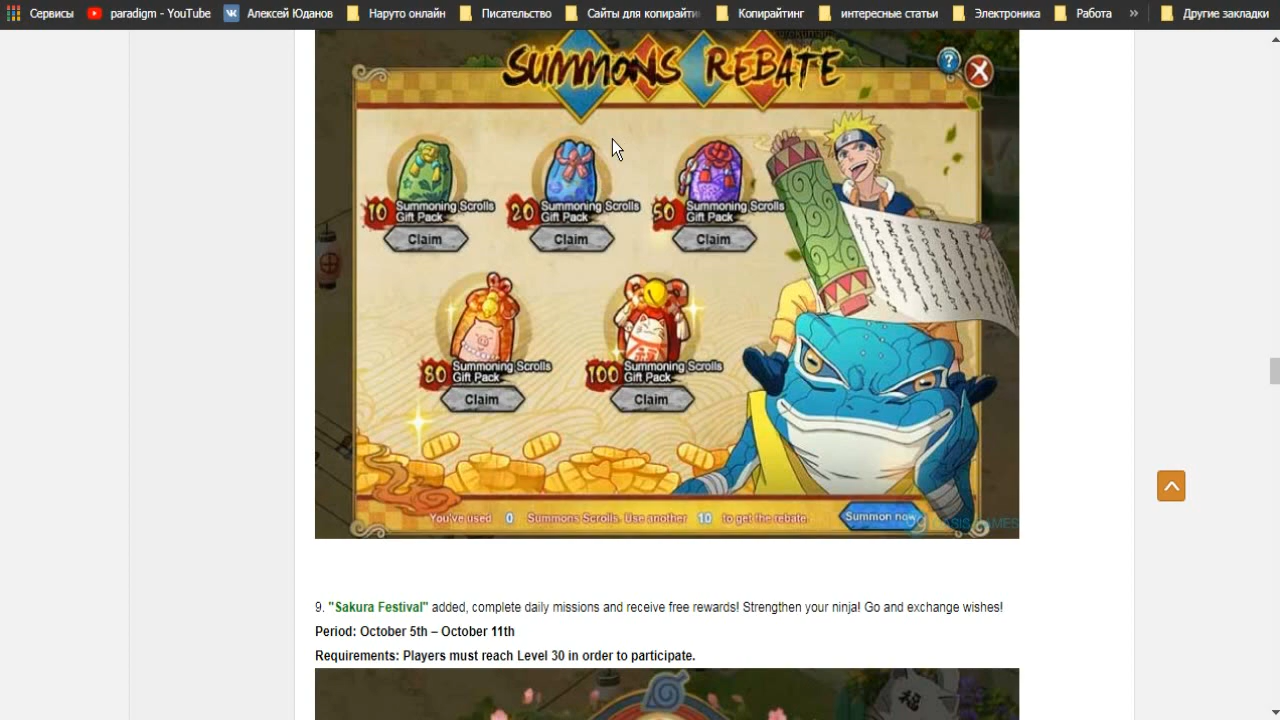 Сервисы paradigm - YouTube Алексей Юданов Наруто онлайн Писательство Сайты для копирайти Копирайтинг интересные статьи Электроника Работа » Другие закладки
SUMMONS REBATE
?
10 Summoning Scrolls Gift Pack
Claim
20 Summoning Scrolls Gift Pack
Claim
50 Summoning Scrolls Gift Pack
Claim
80 Summoning Scrolls Gift Pack
Claim
100 Summoning Scrolls Gift Pack
Claim
You've used 0 Summons Scrolls. Use another 10 to get the rebate.
Summon now
9. "Sakura Festival" added, complete daily missions and receive free rewards! Strengthen your ninja! Go and exchange wishes!
Period: October 5th – October 11th
Requirements: Players must reach Level 30 in order to participate.